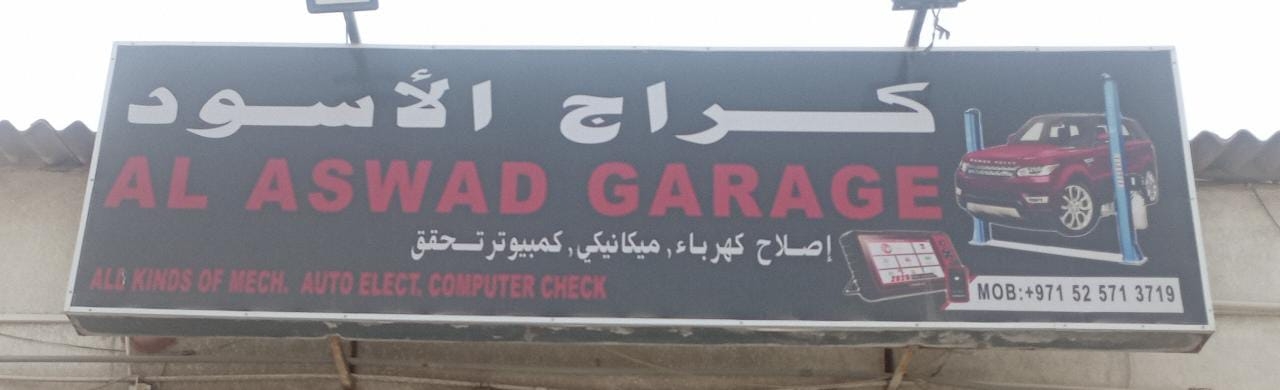 كراج الأسود
AL ASWAD GARAGE
إصلاح كهرباء, ميكانيكي, كمبيوتر تحقق
ALL KINDS OF MECH. AUTO ELECT. COMPUTER CHECK
MOB:+971 52 571 3719